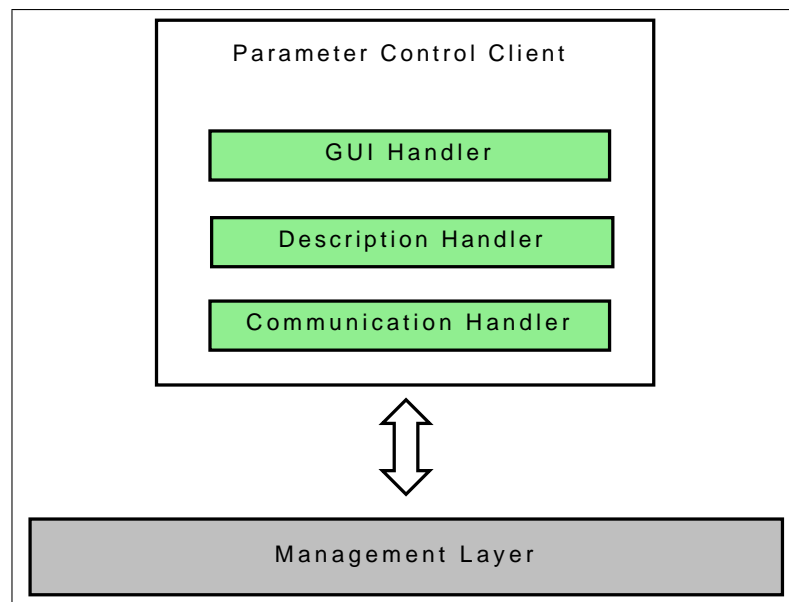 Parameter Control Client
GUI Handler
Description Handler
Communication Handler
Management Layer